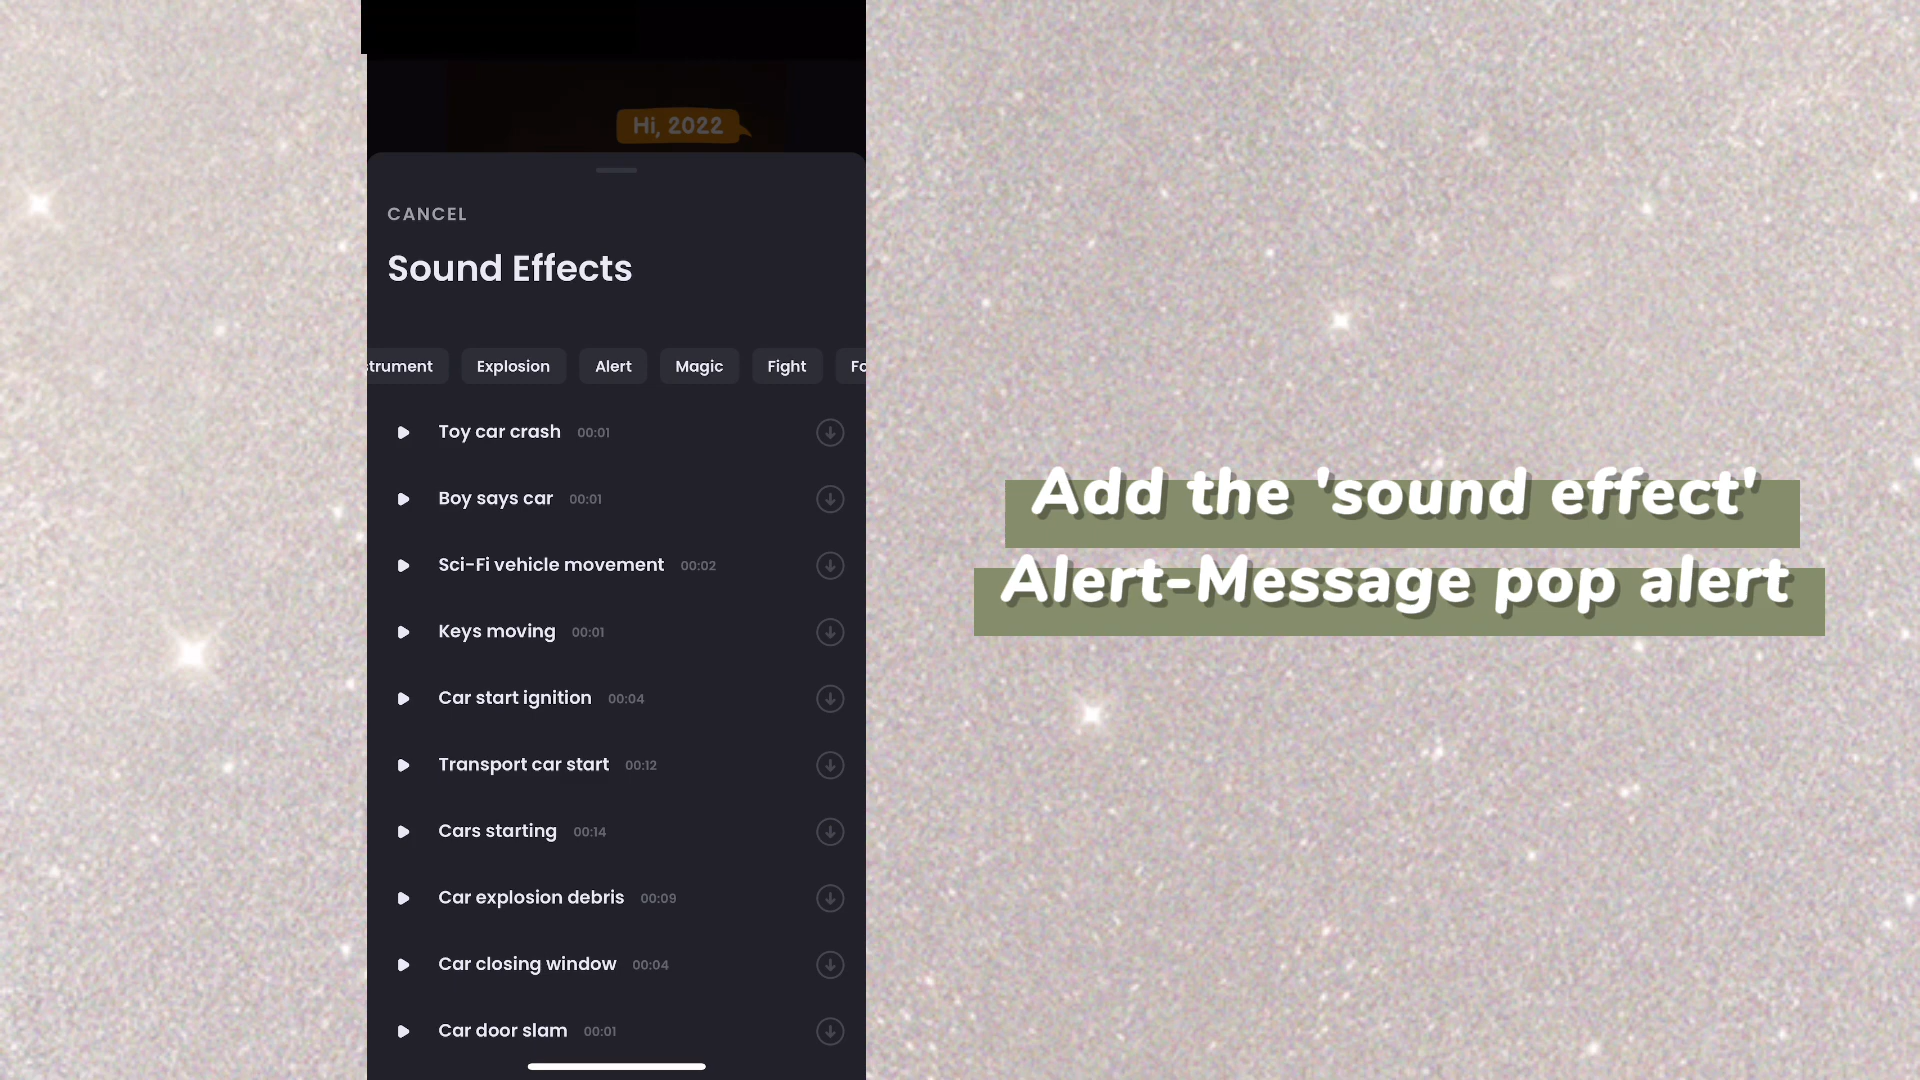 Hi, 2022
CANCEL
Sound Effects
strument Explosion Alert Magic Fight Fo
Toy car crash 00:01
Boy says car 00:01
Sci-Fi vehicle movement 00:02
Keys moving 00:01
Car start ignition 00:04
Transport car start 00:12
Cars starting 00:14
Car explosion debris 00:09
Car closing window 00:04
Car door slam 00:01
Add the 'sound effect'
Alert-Message pop alert